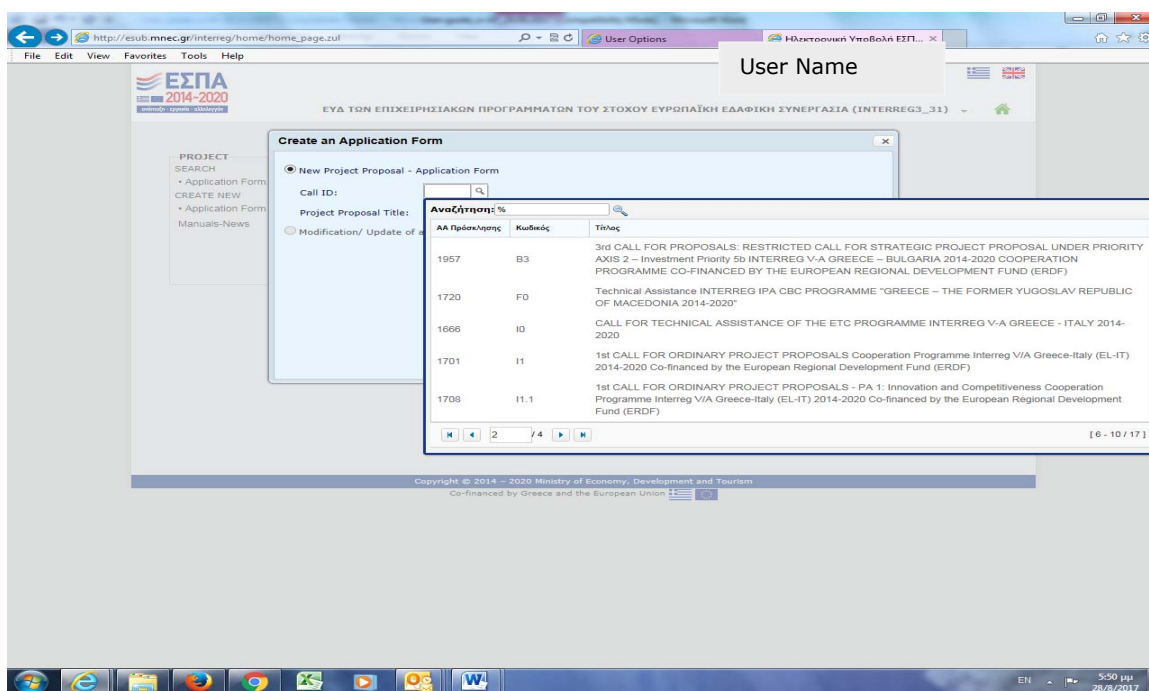 http://esub.mnec.gr/interreg/home/home_page.zul
User Options
Ηλεκτρονική Υποβολή ΕΣΠ...
File Edit View Favorites Tools Help
User Name
ΕΣΠΑ
2014-2020
ανάπτυξη - εργασία - αλληλεγγύη
ΕΥΔ ΤΩΝ ΕΠΙΧΕΙΡΗΣΙΑΚΩΝ ΠΡΟΓΡΑΜΜΑΤΩΝ ΤΟΥ ΣΤΟΧΟΥ ΕΥΡΩΠΑΪΚΗ ΕΔΑΦΙΚΗ ΣΥΝΕΡΓΑΣΙΑ (INTERREG3_31)
PROJECT
SEARCH
• Application Form
CREATE NEW
• Application Form
Manuals-News
Create an Application Form
New Project Proposal - Application Form
Call ID:
Project Proposal Title:
Modification/ Update of a
Αναζήτηση: %
ΑΑ Πρόσκλησης Κωδικός Τίτλος
1957 B3 3rd CALL FOR PROPOSALS: RESTRICTED CALL FOR STRATEGIC PROJECT PROPOSAL UNDER PRIORITY
AXIS 2 – Investment Priority 5b INTERREG V-A GREECE – BULGARIA 2014-2020 COOPERATION
PROGRAMME CO-FINANCED BY THE EUROPEAN REGIONAL DEVELOPMENT FUND (ERDF)
1720 F0 Technical Assistance INTERREG IPA CBC PROGRAMME "GREECE – THE FORMER YUGOSLAV REPUBLIC
OF MACEDONIA 2014-2020"
1666 I0 CALL FOR TECHNICAL ASSISTANCE OF THE ETC PROGRAMME INTERREG V-A GREECE - ITALY 2014-
2020
1701 I1 1st CALL FOR ORDINARY PROJECT PROPOSALS Cooperation Programme Interreg V/A Greece-Italy (EL-IT)
2014-2020 Co-financed by the European Regional Development Fund (ERDF)
1708 I1.1 1st CALL FOR ORDINARY PROJECT PROPOSALS - PA 1: Innovation and Competitiveness Cooperation
Programme Interreg V/A Greece-Italy (EL-IT) 2014-2020 Co-financed by the European Regional Development
Fund (ERDF)
2 / 4 [ 6 - 10 / 17 ]
Copyright © 2014 – 2020 Ministry of Economy, Development and Tourism
Co-financed by Greece and the European Union
EN 5:50 μμ
28/8/2017